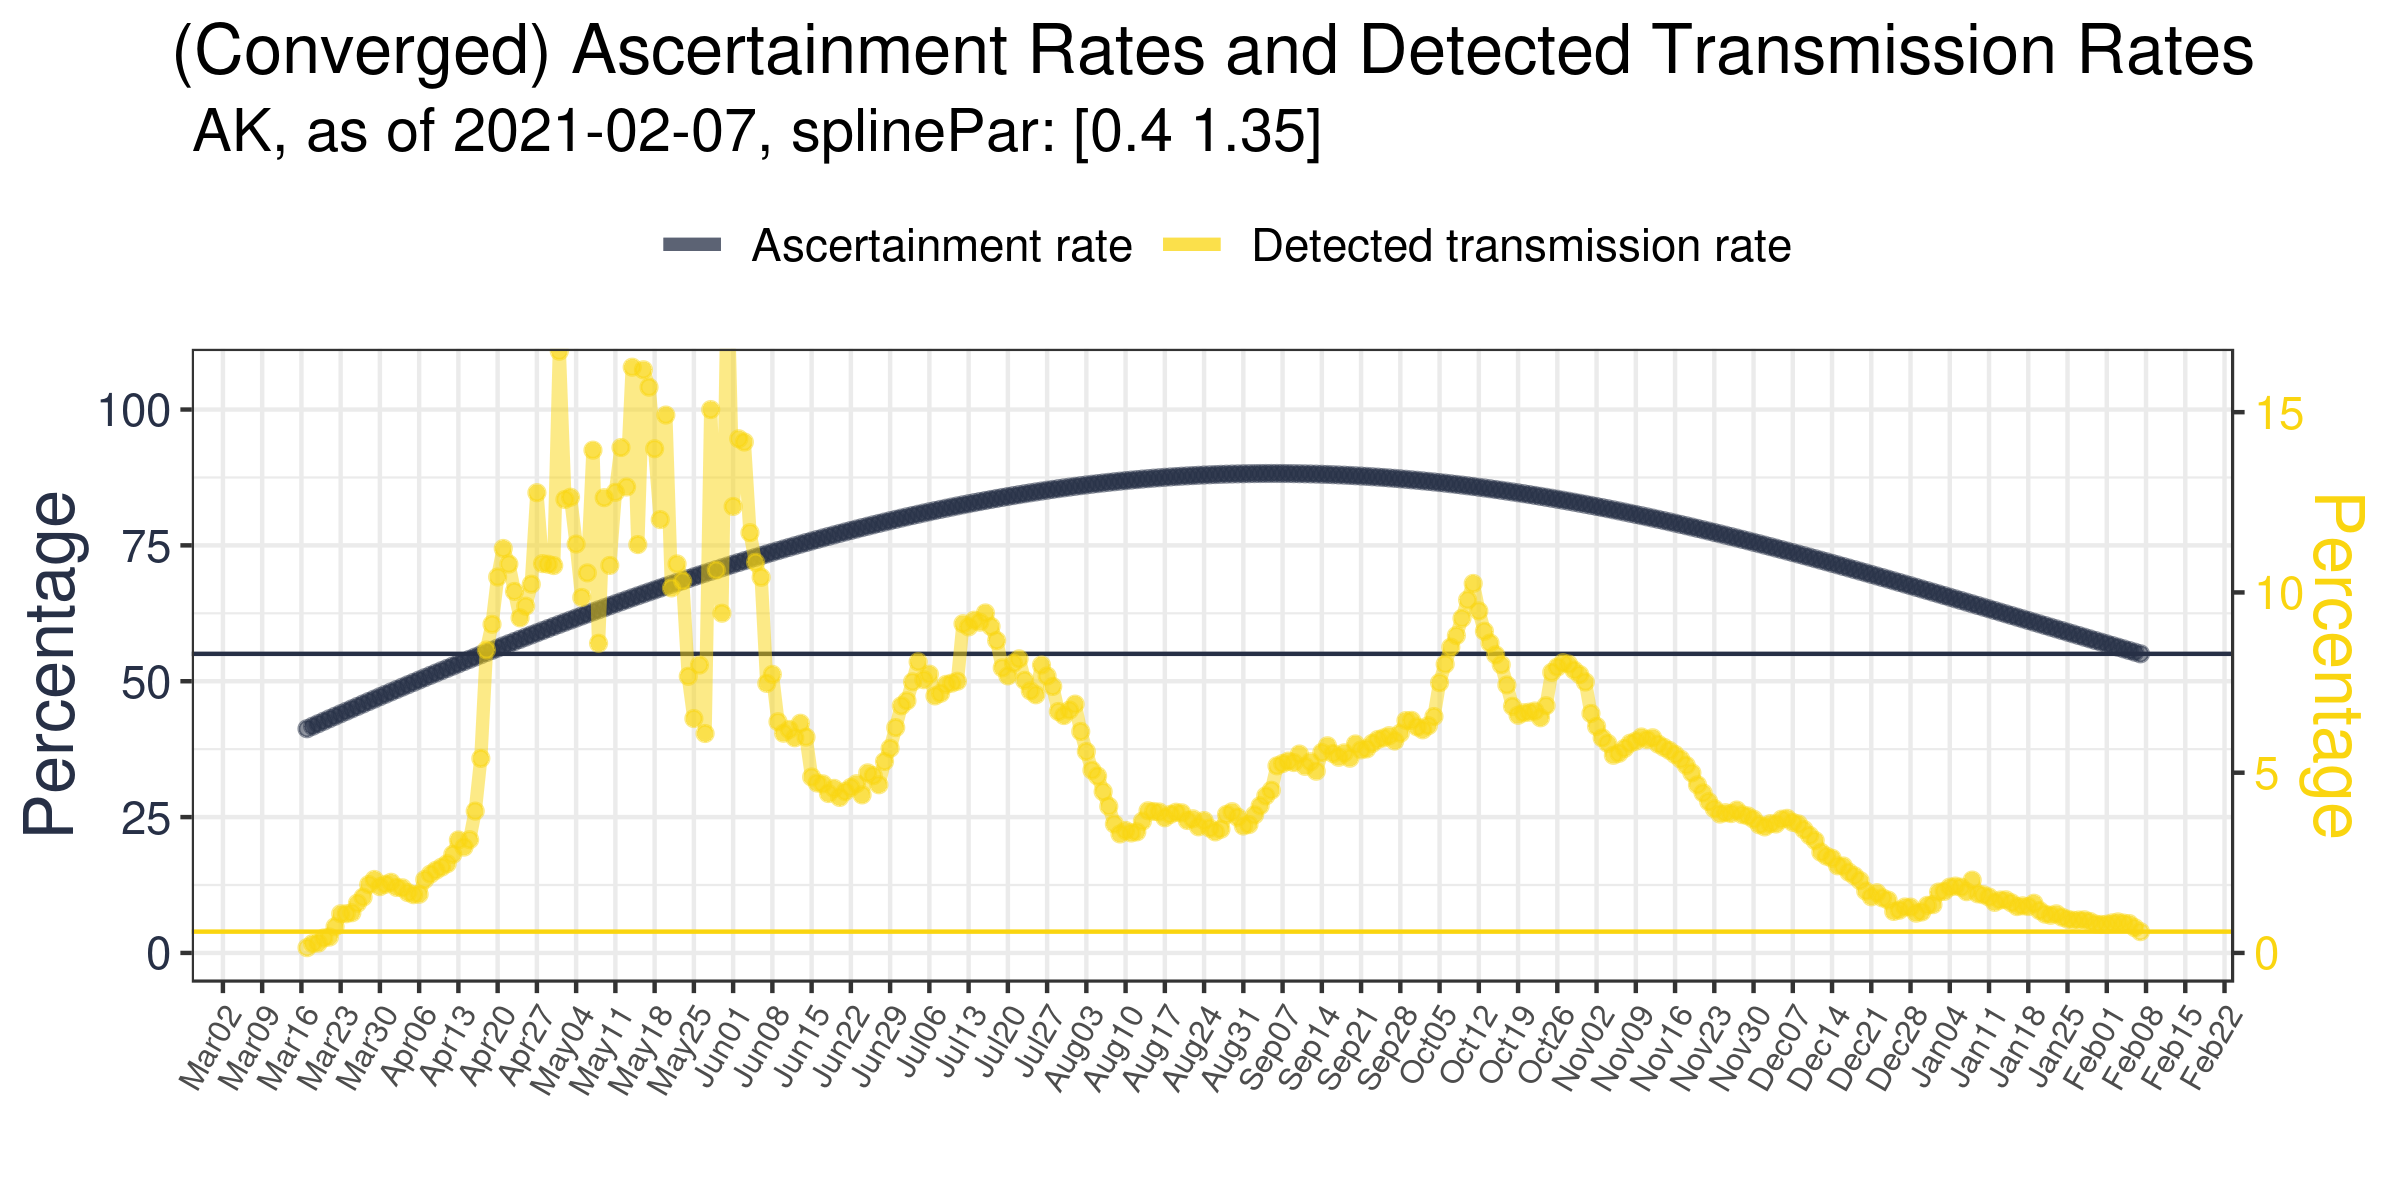 (Converged) Ascertainment Rates and Detected Transmission Rates
AK, as of 2021-02-07, splinePar: [0.4 1.35]
Ascertainment rate Detected transmission rate
Percentage
100
75
50
25
0
15
10
5
0
Percentage
Mar02 Mar09 Mar16 Mar23 Mar30 Apr06 Apr13 Apr20 Apr27 May04 May11 May18 May25 Jun01 Jun08 Jun15 Jun22 Jun29 Jul06 Jul13 Jul20 Jul27 Aug03 Aug10 Aug17 Aug24 Aug31 Sep07 Sep14 Sep21 Sep28 Oct05 Oct12 Oct19 Oct26 Nov02 Nov09 Nov16 Nov23 Nov30 Dec07 Dec14 Dec21 Dec28 Jan04 Jan11 Jan18 Jan25 Feb01 Feb08 Feb15 Feb22